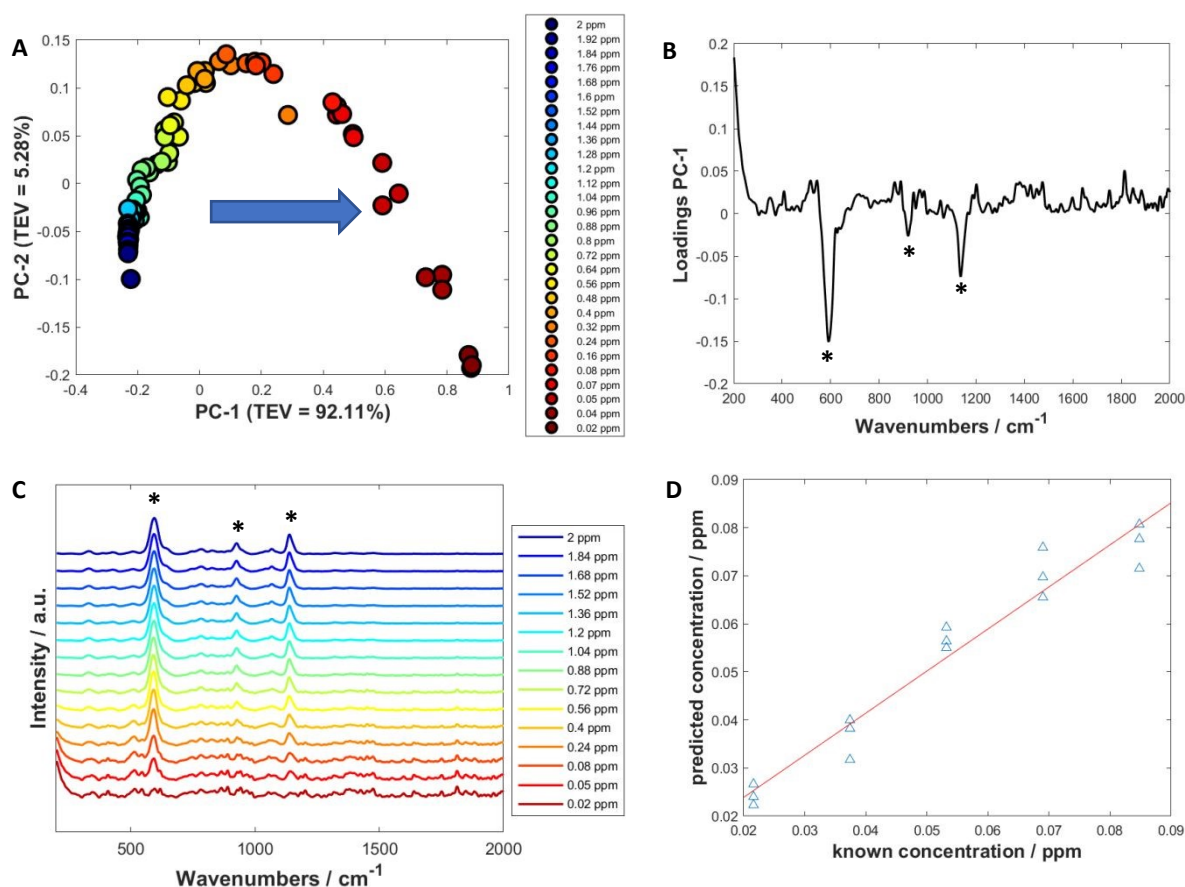 A
0.15
0.1
0.05
0
-0.05
-0.1
-0.15
-0.2
-0.4
-0.2
0
0.2
0.4
0.6
0.8
1
PC-2 (TEV = 5.28%)
PC-1 (TEV = 92.11%)
2 ppm
1.92 ppm
1.84 ppm
1.76 ppm
1.68 ppm
1.6 ppm
1.52 ppm
1.44 ppm
1.36 ppm
1.28 ppm
1.2 ppm
1.12 ppm
1.04 ppm
0.96 ppm
0.88 ppm
0.8 ppm
0.72 ppm
0.64 ppm
0.56 ppm
0.48 ppm
0.4 ppm
0.32 ppm
0.24 ppm
0.16 ppm
0.08 ppm
0.07 ppm
0.05 ppm
0.04 ppm
0.02 ppm
B
0.2
0.15
0.1
0.05
0
-0.05
-0.1
-0.15
-0.2
200
400
600
800
1000
1200
1400
1600
1800
2000
Loadings PC-1
Wavenumbers / cm-1
*
*
*
C
*
*
*
Intensity / a.u.
500
1000
1500
2000
Wavenumbers / cm-1
2 ppm
1.84 ppm
1.68 ppm
1.52 ppm
1.36 ppm
1.2 ppm
1.04 ppm
0.88 ppm
0.72 ppm
0.56 ppm
0.4 ppm
0.24 ppm
0.08 ppm
0.05 ppm
0.02 ppm
D
0.09
0.08
0.07
0.06
0.05
0.04
0.03
0.02
0.02
0.03
0.04
0.05
0.06
0.07
0.08
0.09
predicted concentration / ppm
known concentration / ppm